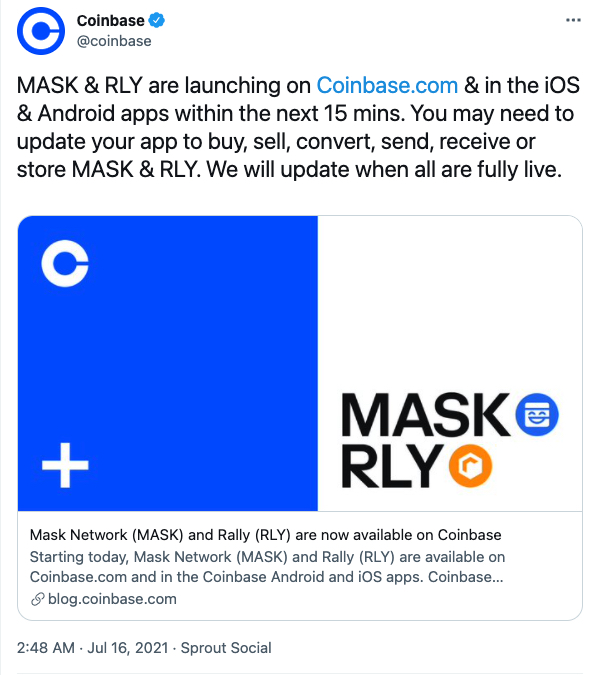 Coinbase
@coinbase
MASK & RLY are launching on Coinbase.com & in the iOS
& Android apps within the next 15 mins. You may need to
update your app to buy, sell, convert, send, receive or
store MASK & RLY. We will update when all are fully live.
MASK
RLY
Mask Network (MASK) and Rally (RLY) are now available on Coinbase
Starting today, Mask Network (MASK) and Rally (RLY) are available on
Coinbase.com and in the Coinbase Android and iOS apps. Coinbase...
blog.coinbase.com
2:48 AM · Jul 16, 2021 · Sprout Social